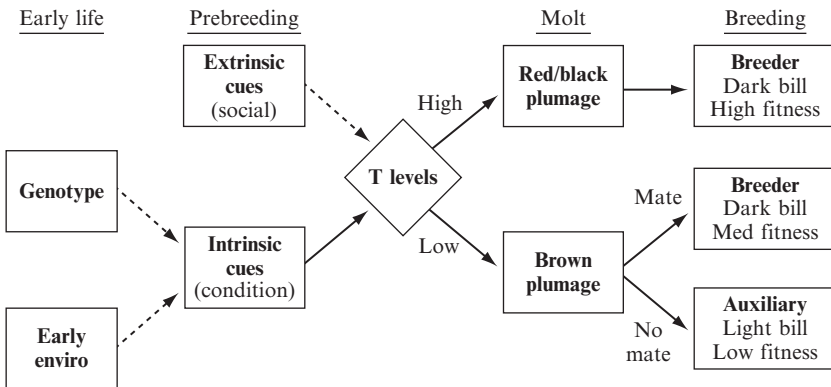 Early life
Prebreeding
Molt
Breeding
Extrinsic
cues
(social)
High
Red/black
plumage
Breeder
Dark bill
High fitness
Genotype
T levels
Mate
Breeder
Dark bill
Med fitness
Intrinsic
cues
(condition)
Low
Brown
plumage
Early
enviro
No
mate
Auxiliary
Light bill
Low fitness